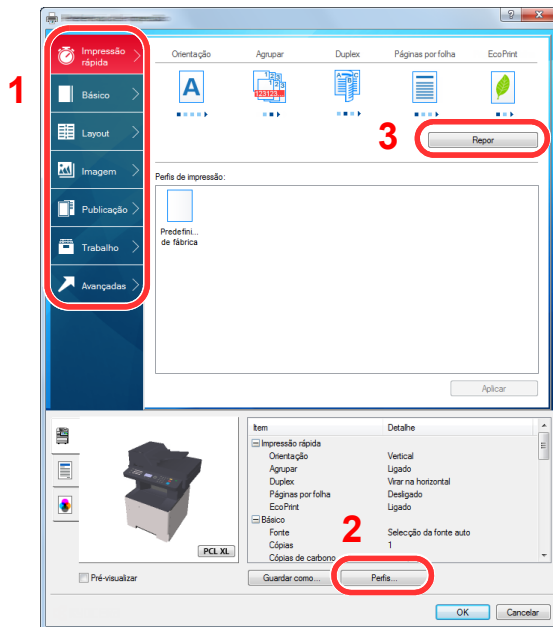 Impressão rápida
Básico
Layout
Imagem
Publicação
Trabalho
Avançadas
1
Orientação Agrupar Duplex Páginas por folha EcoPrint
A
123 123
A B C
3
Repor
Perfis de impressão:
Predefini...
de fábrica
Aplicar
Item Detalhe
Impressão rápida
Orientação Vertical
Agrupar Ligado
Duplex Virar na horizontal
Páginas por folha Desligado
EcoPrint Ligado
Básico
Fonte Selecção da fonte auto
Cópias 1
Cópias de carbono
2
PCL XL
Pré-visualizar
Guardar como...
Perfis...
OK Cancelar